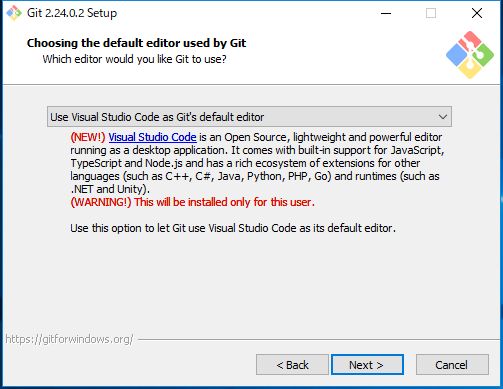 Git 2.24.0.2 Setup
Choosing the default editor used by Git
Which editor would you like Git to use?
Use Visual Studio Code as Git's default editor
(NEW!) Visual Studio Code is an Open Source, lightweight and powerful editor
running as a desktop application. It comes with built-in support for JavaScript,
TypeScript and Node.js and has a rich ecosystem of extensions for other
languages (such as C++, C#, Java, Python, PHP, Go) and runtimes (such as
.NET and Unity).
(WARNING!) This will be installed only for this user.
Use this option to let Git use Visual Studio Code as its default editor.
https://gitforwindows.org/
< Back Next > Cancel